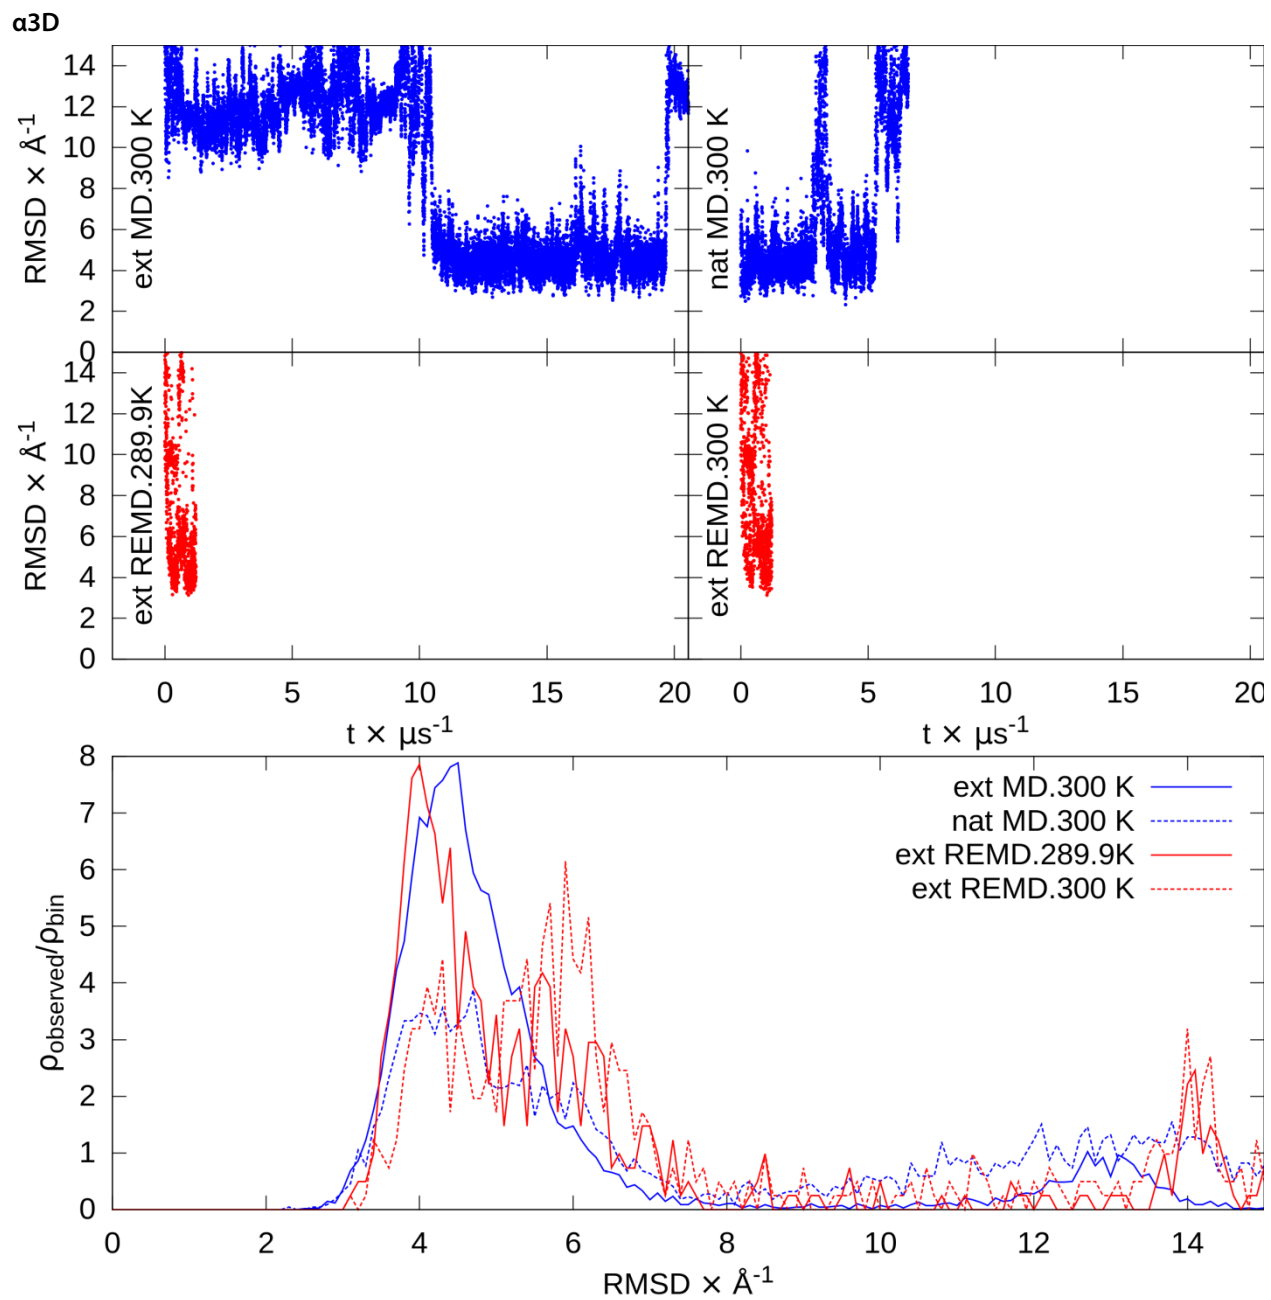 α3D
14
12
10
8
6
4
2
0
RMSD × Å⁻¹
ext MD.300 K
nat MD.300 K
14
12
10
8
6
4
2
0
RMSD × Å⁻¹
ext REMD.289.9K
ext REMD.300 K
0 5 10 15 20 0 5 10 15 20
t × µs⁻¹ t × µs⁻¹
8
7
6
5
4
3
2
1
0
ρobserved/ρbin
ext MD.300 K
nat MD.300 K
ext REMD.289.9K
ext REMD.300 K
0 2 4 6 8 10 12 14
RMSD × Å⁻¹